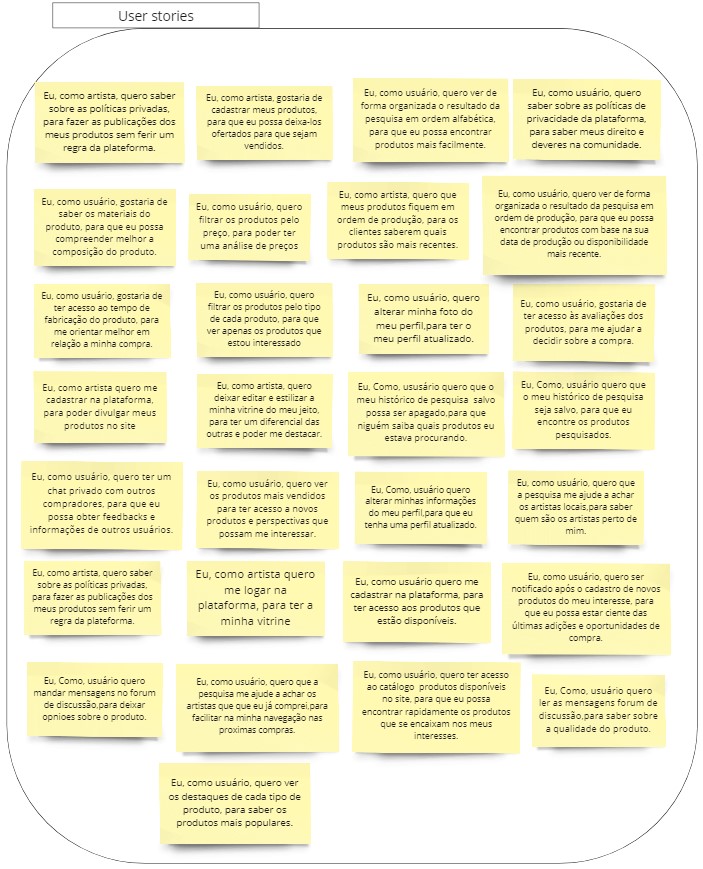 User stories
Eu, como artista, quero saber
sobre as políticas privadas,
para fazer as publicações dos
meus produtos sem ferir um
regra da plateforma.
Eu, como artista, gostaria de
cadastrar meus produtos,
para que eu possa deixa-los
ofertados para que sejam
vendidos.
Eu, como usuário, quero ver de
forma organizada o resultado da
pesquisa em ordem alfabética,
para que eu possa encontrar
produtos mais facilmente.
Eu, como usuário, quero
saber sobre as políticas de
privacidade da plataforma,
para saber meus direito e
deveres na comunidade.
Eu, como usuário, gostaria de
saber os materiais do
produto, para que eu possa
compreender melhor a
composição do produto.
Eu, como usuário, quero
filtrar os produtos pelo
preço, para poder ter
uma análise de preços
Eu, como artista, quero que
meus produtos fiquem em
ordem de produção, para os
clientes saberem quais
produtos são mais recentes.
Eu, como usuário, quero ver de forma
organizada o resultado da pesquisa em
ordem de produção, para que eu possa
encontrar produtos com base na sua
data de produção ou disponibilidade
mais recente.
Eu, como usuário, gostaria de
ter acesso ao tempo de
fabricação do produto, para
me orientar melhor em
relação a minha compra.
Eu, como usuário, quero
filtrar os produtos pelo tipo
de cada produto, para que
ver apenas os produtos que
estou interessado
Eu, como usuário, quero
alterar minha foto do
meu perfil,para ter o
meu perfil atualizado.
Eu, como usuário, gostaria de
ter acesso às avaliações dos
produtos, para me ajudar a
decidir sobre a compra.
Eu, como artista quero me
cadastrar na plataforma,
para poder divulgar meus
produtos no site
Eu, como artista, quero
deixar editar e estilizar a
minha vitrine do meu jeito,
para ter um diferencial das
outras e poder me destacar.
Eu, Como, ususário quero que o
meu histórico de pesquisa  salvo
possa ser apagado,para que
niguém saiba quais produtos eu
estava procurando.
Eu, Como, usuário quero que
o meu histórico de pesquisa
seja salvo, para que eu
encontre os produtos
pesquisados.
Eu, como usuário, quero ter um
chat privado com outros
compradores, para que eu
possa obter feedbacks e
informações de outros usuários.
Eu, como usuário, quero ver
os produtos mais vendidos
para ter acesso a novos
produtos e perspectivas que
possam me interessar.
Eu, Como, usuário quero
alterar minhas informações
do meu perfil,para que eu
tenha uma perfil atualizado.
Eu, como usuário, quero que
a pesquisa me ajude a achar
os artistas locais,para saber
quem são os artistas perto de
mim.
Eu, como artista, quero saber
sobre as políticas privadas,
para fazer as publicações dos
meus produtos sem ferir um
regra da plateforma.
Eu, como artista quero
me logar na
plataforma, para ter a
minha vitrine
Eu, como usuário quero me
cadastrar na plataforma, para
ter acesso aos produtos que
estão disponíveis.
Eu, como usuário, quero ser
notificado após o cadastro de novos
produtos do meu interesse, para
que eu possa estar ciente das
últimas adições e oportunidades de
compra.
Eu, Como, usuário quero
mandar mensagens no forum
de discussão,para deixar
opnioes sobre o produto.
Eu, como usuário, quero que a
pesquisa me ajude a achar os
artistas que que eu já comprei,para
facilitar na minha navegação nas
proximas compras.
Eu, como usuário, quero ter acesso
ao catálogo  produtos disponíveis
no site, para que eu possa
encontrar rapidamente os produtos
que se encaixam nos meus
interesses.
Eu, Como, usuário quero
ler as mensagens forum de
discussão,para saber sobre
a qualidade do produto.
Eu, como usuário, quero ver
os destaques de cada tipo de
produto, para saber os
produtos mais populares.